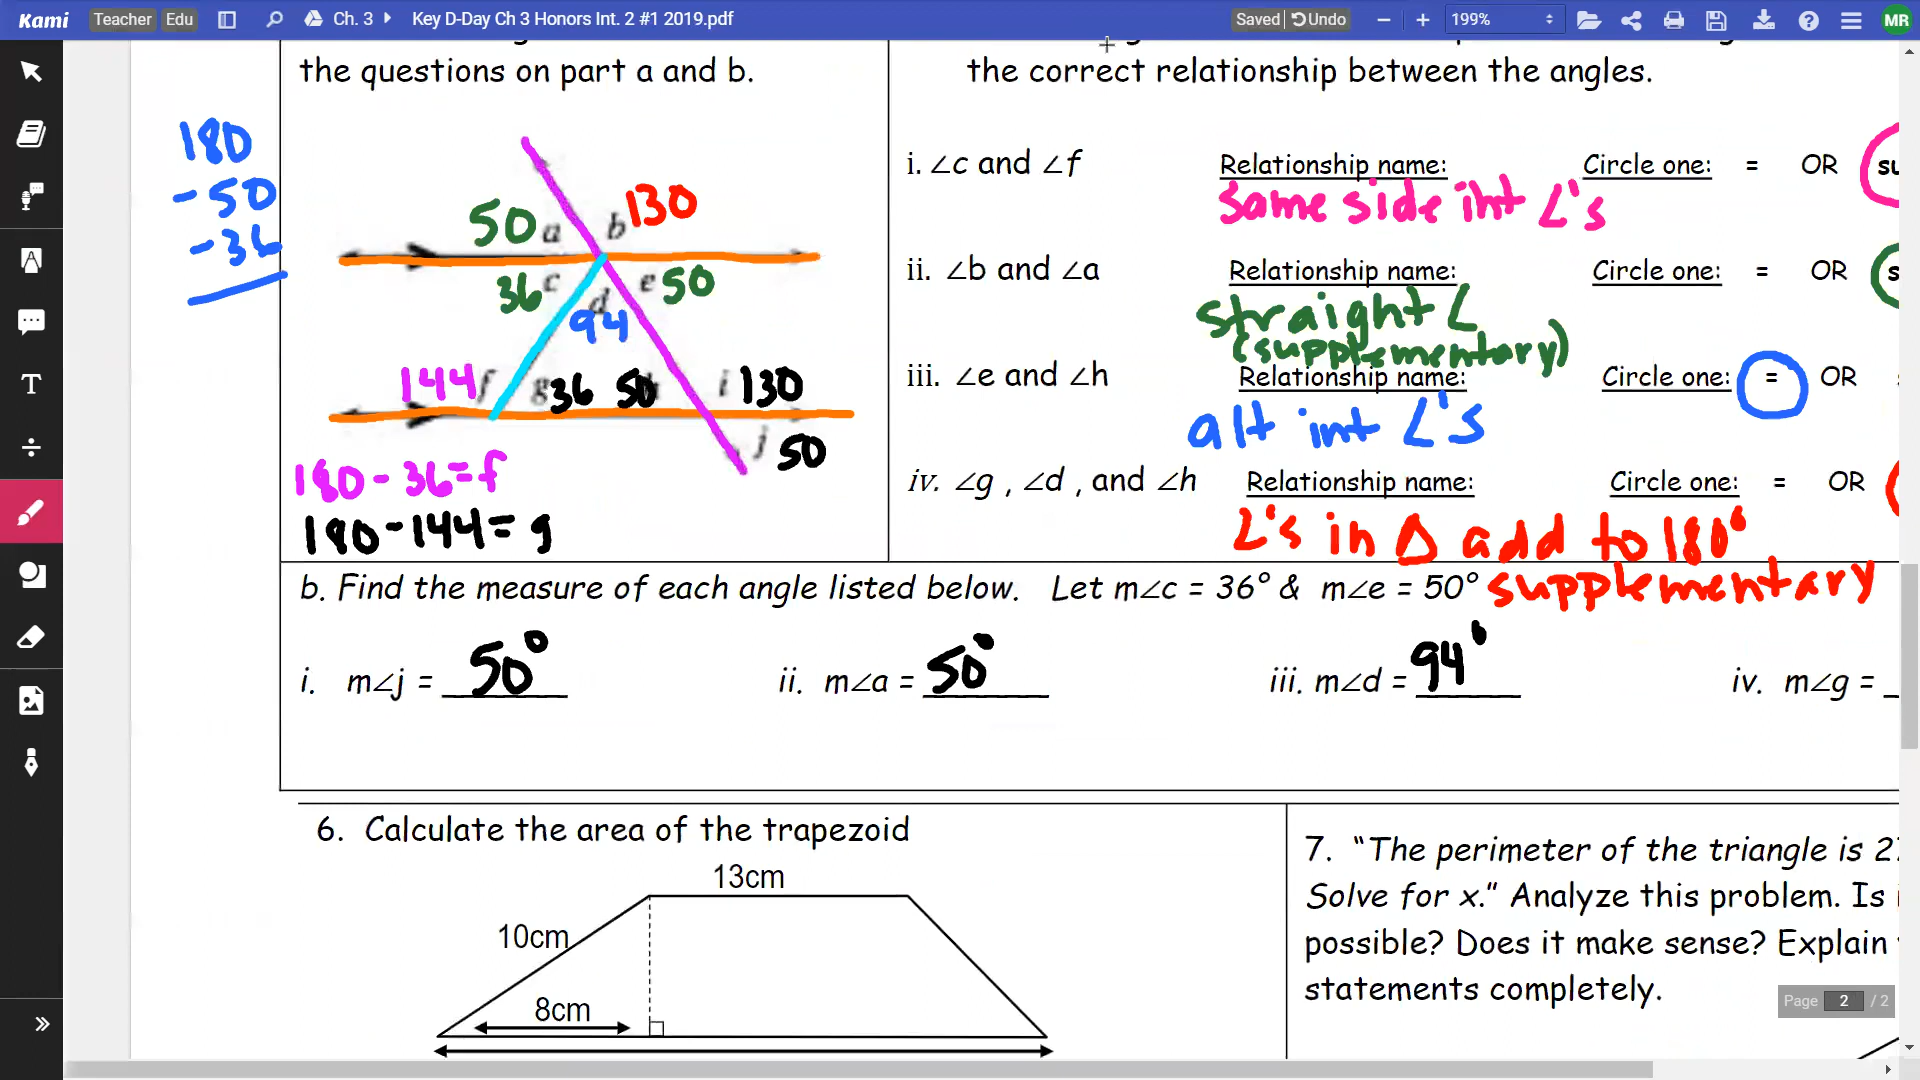 Kami Teacher Edu Ch. 3 Key D-Day Ch 3 Honors Int. 2 #1 2019.pdf Saved Undo 199% MR
the questions on part a and b.
the correct relationship between the angles.
180
-50
-36
50 a b 130
36 c d e 50
94
144 f g 36 50 i 130
j 50
180-36=f
180-144=g
i. ∠c and ∠f Relationship name: Circle one: = OR su
same side int ∠'s
ii. ∠b and ∠a Relationship name: Circle one: = OR s
straight ∠
(supplementary)
iii. ∠e and ∠h Relationship name: Circle one: = OR
alt int ∠'s
iv. ∠g , ∠d , and ∠h Relationship name: Circle one: = OR
∠'s in Δ add to 180°
supplementary
b. Find the measure of each angle listed below. Let m∠c = 36° & m∠e = 50°
i. m∠j = 50° ii. m∠a = 50° iii. m∠d = 94° iv. m∠g =
6. Calculate the area of the trapezoid
13cm
10cm
8cm
7. “The perimeter of the triangle is 27
Solve for x.” Analyze this problem. Is i
possible? Does it make sense? Explain
statements completely.
Page 2 / 2